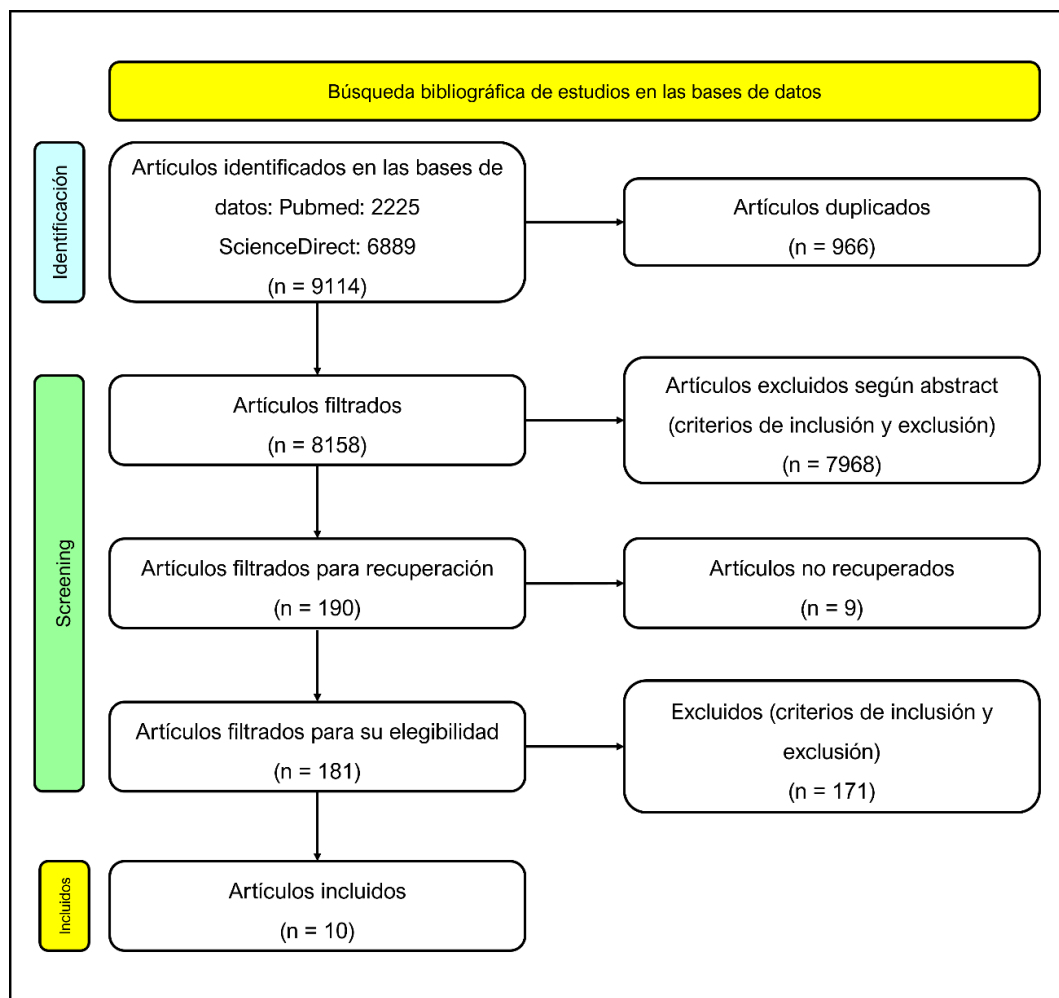 Búsqueda bibliográfica de estudios en las bases de datos
Identificación
Artículos identificados en las bases de
datos: Pubmed: 2225
ScienceDirect: 6889
(n = 9114)
Artículos duplicados
(n = 966)
Screening
Artículos filtrados
(n = 8158)
Artículos excluidos según abstract
(criterios de inclusión y exclusión)
(n = 7968)
Artículos filtrados para recuperación
(n = 190)
Artículos no recuperados
(n = 9)
Artículos filtrados para su elegibilidad
(n = 181)
Excluidos (criterios de inclusión y
exclusión)
(n = 171)
Incluidos
Artículos incluidos
(n = 10)